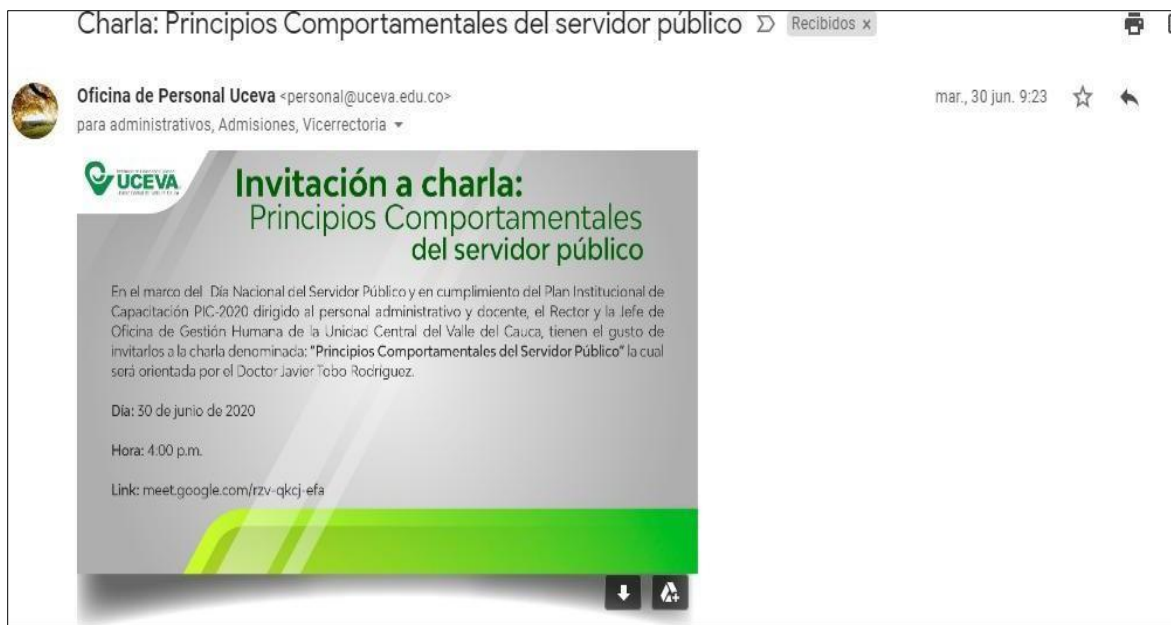 Charla: Principios Comportamentales del servidor público Recibidos x
Oficina de Personal Uceva <personal@uceva.edu.co> mar., 30 jun. 9:23
para administrativos, Admisiones, Vicerrectoria
UCEVA
Invitación a charla:
Principios Comportamentales
del servidor público
En el marco del Día Nacional del Servidor Público y en cumplimiento del Plan Institucional de
Capacitación PIC-2020 dirigido al personal administrativo y docente, el Rector y la Jefe de
Oficina de Gestión Humana de la Unidad Central del Valle del Cauca, tienen el gusto de
invitarlos a la charla denominada: "Principios Comportamentales del Servidor Público" la cual
será orientada por el Doctor Javier Tobo Rodríguez.
Día: 30 de junio de 2020
Hora: 4:00 p.m.
Link: meet.google.com/rzv-qkcj-efa